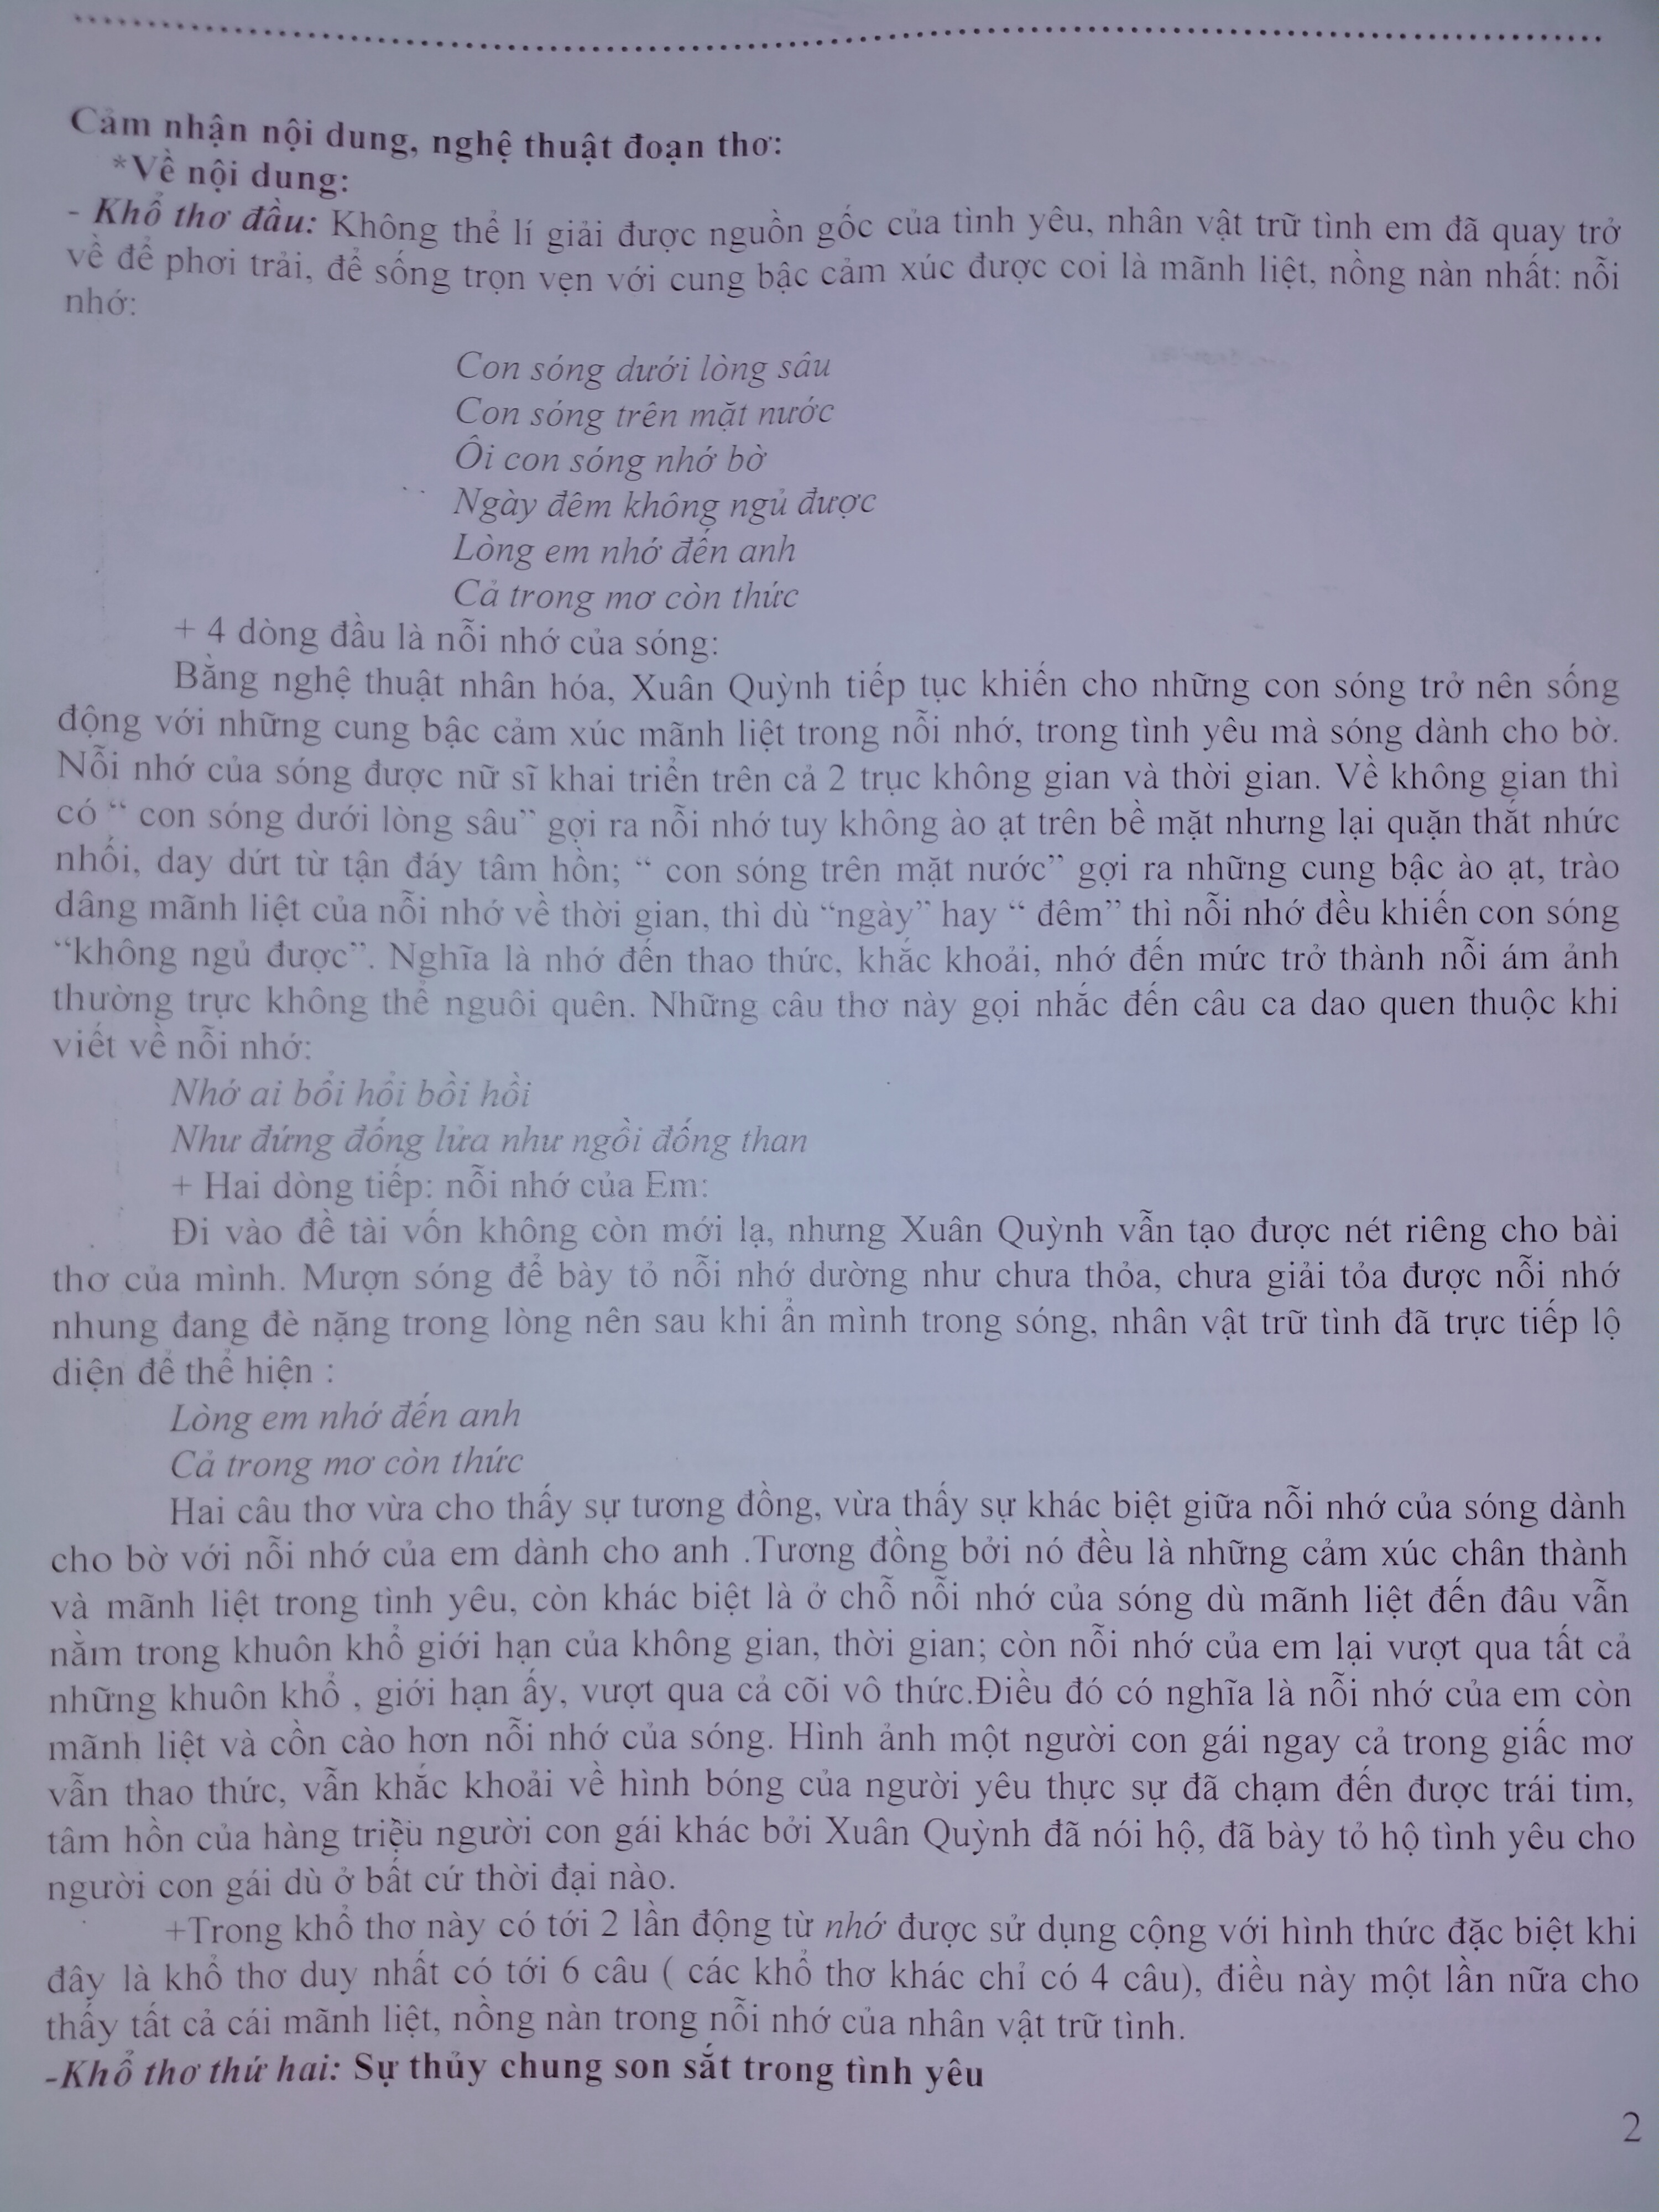 Cảm nhận nội dung, nghệ thuật đoạn thơ:
*Về nội dung:
- Khổ thơ đầu: Không thể lí giải được nguồn gốc của tình yêu, nhân vật trữ tình em đã quay trở
về để phơi trải, để sống trọn vẹn với cung bậc cảm xúc được coi là mãnh liệt, nồng nàn nhất: nỗi
nhớ:
Con sóng dưới lòng sâu
Con sóng trên mặt nước
Ôi con sóng nhớ bờ
Ngày đêm không ngủ được
Lòng em nhớ đến anh
Cả trong mơ còn thức
+ 4 dòng đầu là nỗi nhớ của sóng:
Bằng nghệ thuật nhân hóa, Xuân Quỳnh tiếp tục khiến cho những con sóng trở nên sống
động với những cung bậc cảm xúc mãnh liệt trong nỗi nhớ, trong tình yêu mà sóng dành cho bờ.
Nỗi nhớ của sóng được nữ sĩ khai triển trên cả 2 trục không gian và thời gian. Về không gian thì
có “ con sóng dưới lòng sâu” gợi ra nỗi nhớ tuy không ào ạt trên bề mặt nhưng lại quặn thắt nhức
nhối, day dứt từ tận đáy tâm hồn; “ con sóng trên mặt nước” gợi ra những cung bậc ào ạt, trào
dâng mãnh liệt của nỗi nhớ về thời gian, thì dù “ngày” hay “ đêm” thì nỗi nhớ đều khiến con sóng
“không ngủ được”. Nghĩa là nhớ đến thao thức, khắc khoải, nhớ đến mức trở thành nỗi ám ảnh
thường trực không thể nguôi quên. Những câu thơ này gọi nhắc đến câu ca dao quen thuộc khi
viết về nỗi nhớ:
Nhớ ai bổi hổi bồi hồi
Như đứng đống lửa như ngồi đống than
+ Hai dòng tiếp: nỗi nhớ của Em:
Đi vào đề tài vốn không còn mới lạ, nhưng Xuân Quỳnh vẫn tạo được nét riêng cho bài
thơ của mình. Mượn sóng để bày tỏ nỗi nhớ dường như chưa thỏa, chưa giải tỏa được nỗi nhớ
nhung đang đè nặng trong lòng nên sau khi ẩn mình trong sóng, nhân vật trữ tình đã trực tiếp lộ
diện để thể hiện :
Lòng em nhớ đến anh
Cả trong mơ còn thức
Hai câu thơ vừa cho thấy sự tương đồng, vừa thấy sự khác biệt giữa nỗi nhớ của sóng dành
cho bờ với nỗi nhớ của em dành cho anh .Tương đồng bởi nó đều là những cảm xúc chân thành
và mãnh liệt trong tình yêu, còn khác biệt là ở chỗ nỗi nhớ của sóng dù mãnh liệt đến đâu vẫn
nằm trong khuôn khổ giới hạn của không gian, thời gian; còn nỗi nhớ của em lại vượt qua tất cả
những khuôn khổ , giới hạn ấy, vượt qua cả cõi vô thức.Điều đó có nghĩa là nỗi nhớ của em còn
mãnh liệt và cồn cào hơn nỗi nhớ của sóng. Hình ảnh một người con gái ngay cả trong giấc mơ
vẫn thao thức, vẫn khắc khoải về hình bóng của người yêu thực sự đã chạm đến được trái tim,
tâm hồn của hàng triệu người con gái khác bởi Xuân Quỳnh đã nói hộ, đã bày tỏ hộ tình yêu cho
người con gái dù ở bất cứ thời đại nào.
+Trong khổ thơ này có tới 2 lần động từ nhớ được sử dụng cộng với hình thức đặc biệt khi
đây là khổ thơ duy nhất có tới 6 câu ( các khổ thơ khác chỉ có 4 câu), điều này một lần nữa cho
thấy tất cả cái mãnh liệt, nồng nàn trong nỗi nhớ của nhân vật trữ tình.
-Khổ thơ thứ hai: Sự thủy chung son sắt trong tình yêu
2